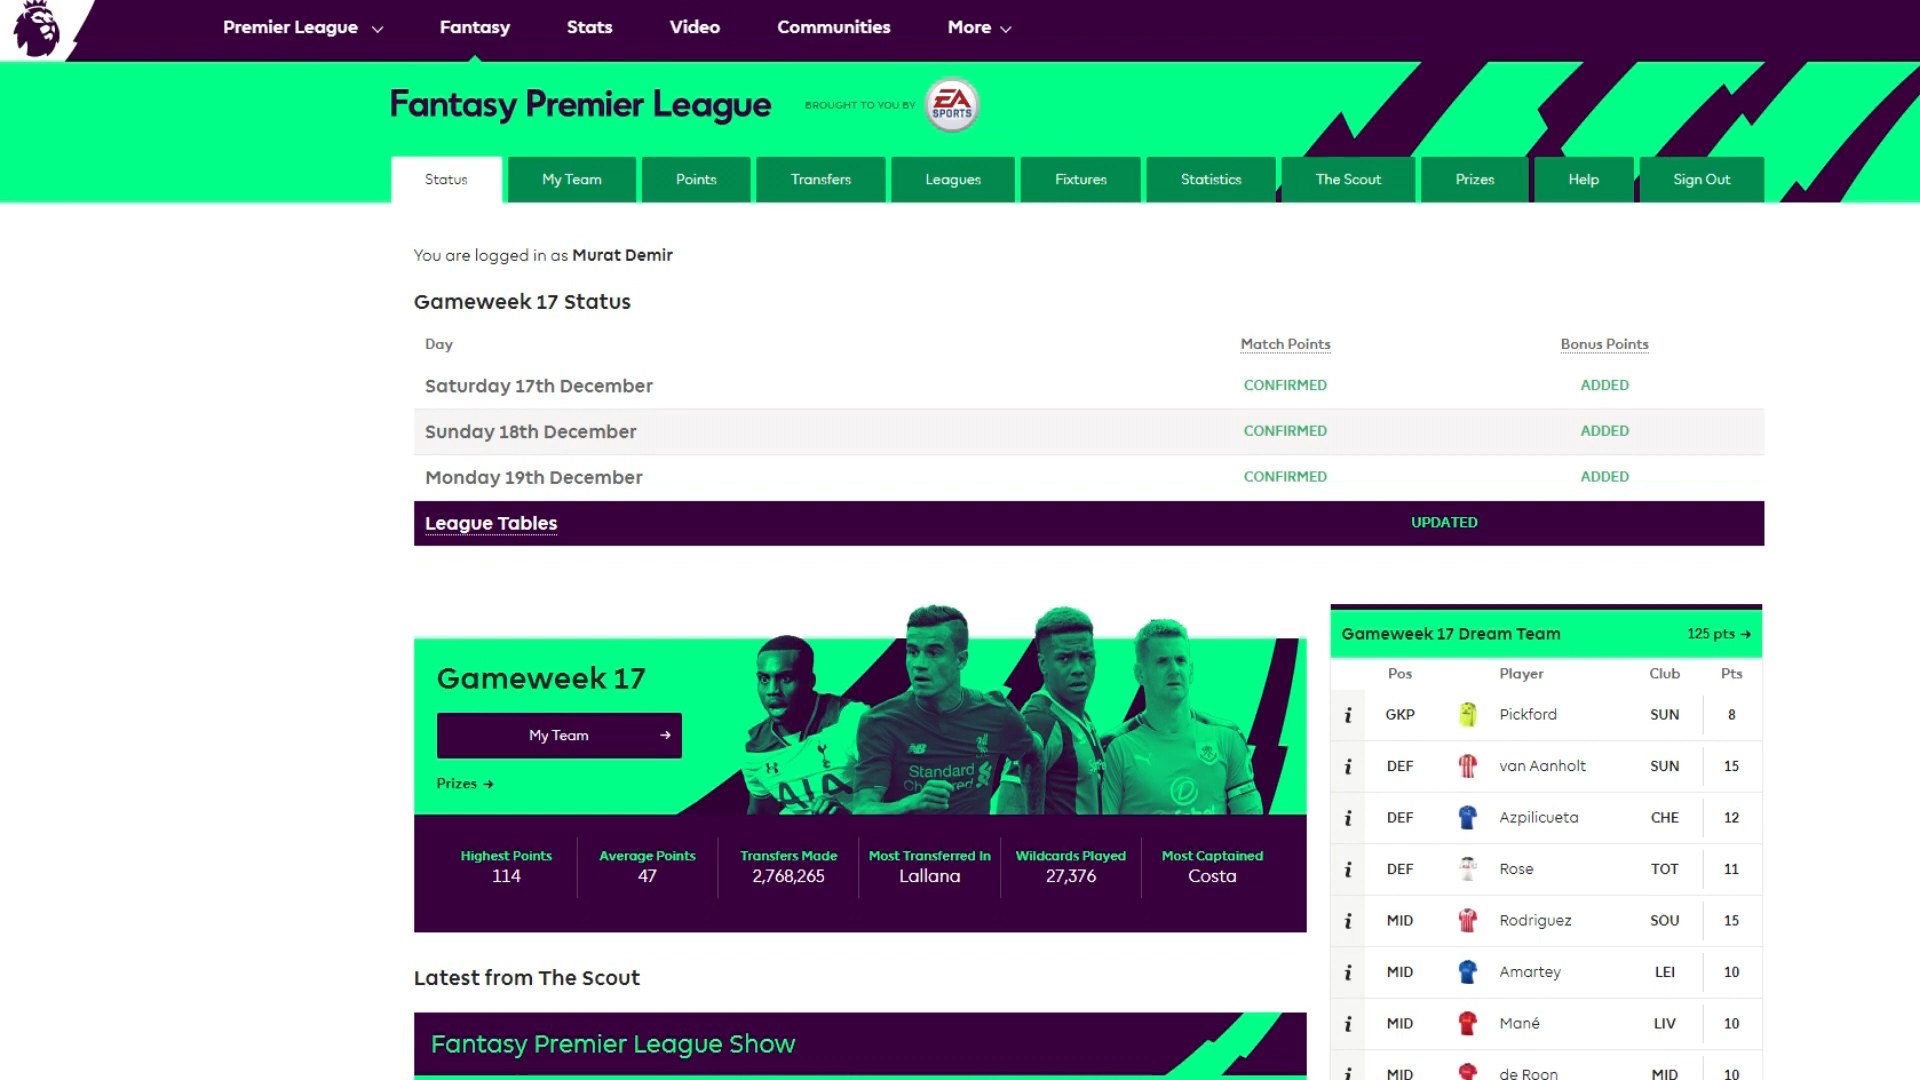 Premier League Fantasy Stats Video Communities More
Fantasy Premier League BROUGHT TO YOU BY EA SPORTS
Status My Team Points Transfers Leagues Fixtures Statistics The Scout Prizes Help Sign Out
You are logged in as Murat Demir
Gameweek 17 Status
Day Match Points Bonus Points
Saturday 17th December CONFIRMED ADDED
Sunday 18th December CONFIRMED ADDED
Monday 19th December CONFIRMED ADDED
League Tables UPDATED
Gameweek 17
My Team →
Prizes →
AIA
Standard
Highest Points Average Points Transfers Made Most Transferred In Wildcards Played Most Captained
114 47 2,768,265 Lallana 27,376 Costa
Latest from The Scout
Fantasy Premier League Show
Gameweek 17 Dream Team 125 pts →
Pos Player Club Pts
i GKP Pickford SUN 8
i DEF van Aanholt SUN 15
i DEF Azpilicueta CHE 12
i DEF Rose TOT 11
i MID Rodriguez SOU 15
i MID Amartey LEI 10
i MID Mané LIV 10
i MID de Roon MID 10